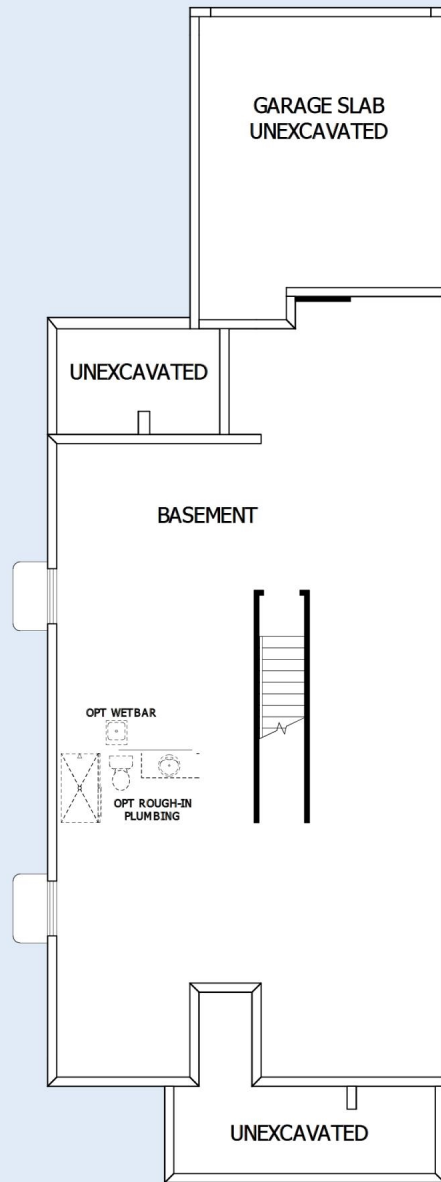 GARAGE SLAB
UNEXCAVATED
UNEXCAVATED
BASEMENT
OPT WETBAR
OPT ROUGH-IN
PLUMBING
UNEXCAVATED